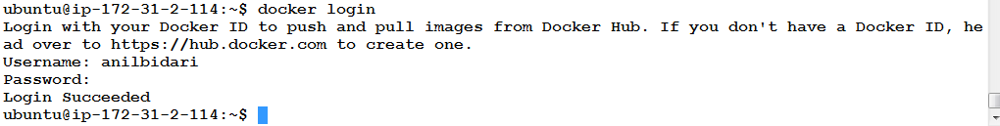 ubuntu@ip-172-31-2-114:~$ docker login
Login with your Docker ID to push and pull images from Docker Hub. If you don't have a Docker ID, he
ad over to https://hub.docker.com to create one.
Username: anilbidari
Password:
Login Succeeded
ubuntu@ip-172-31-2-114:~$